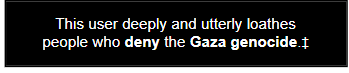 This user deeply and utterly loathes
people who deny the Gaza genocide.‡